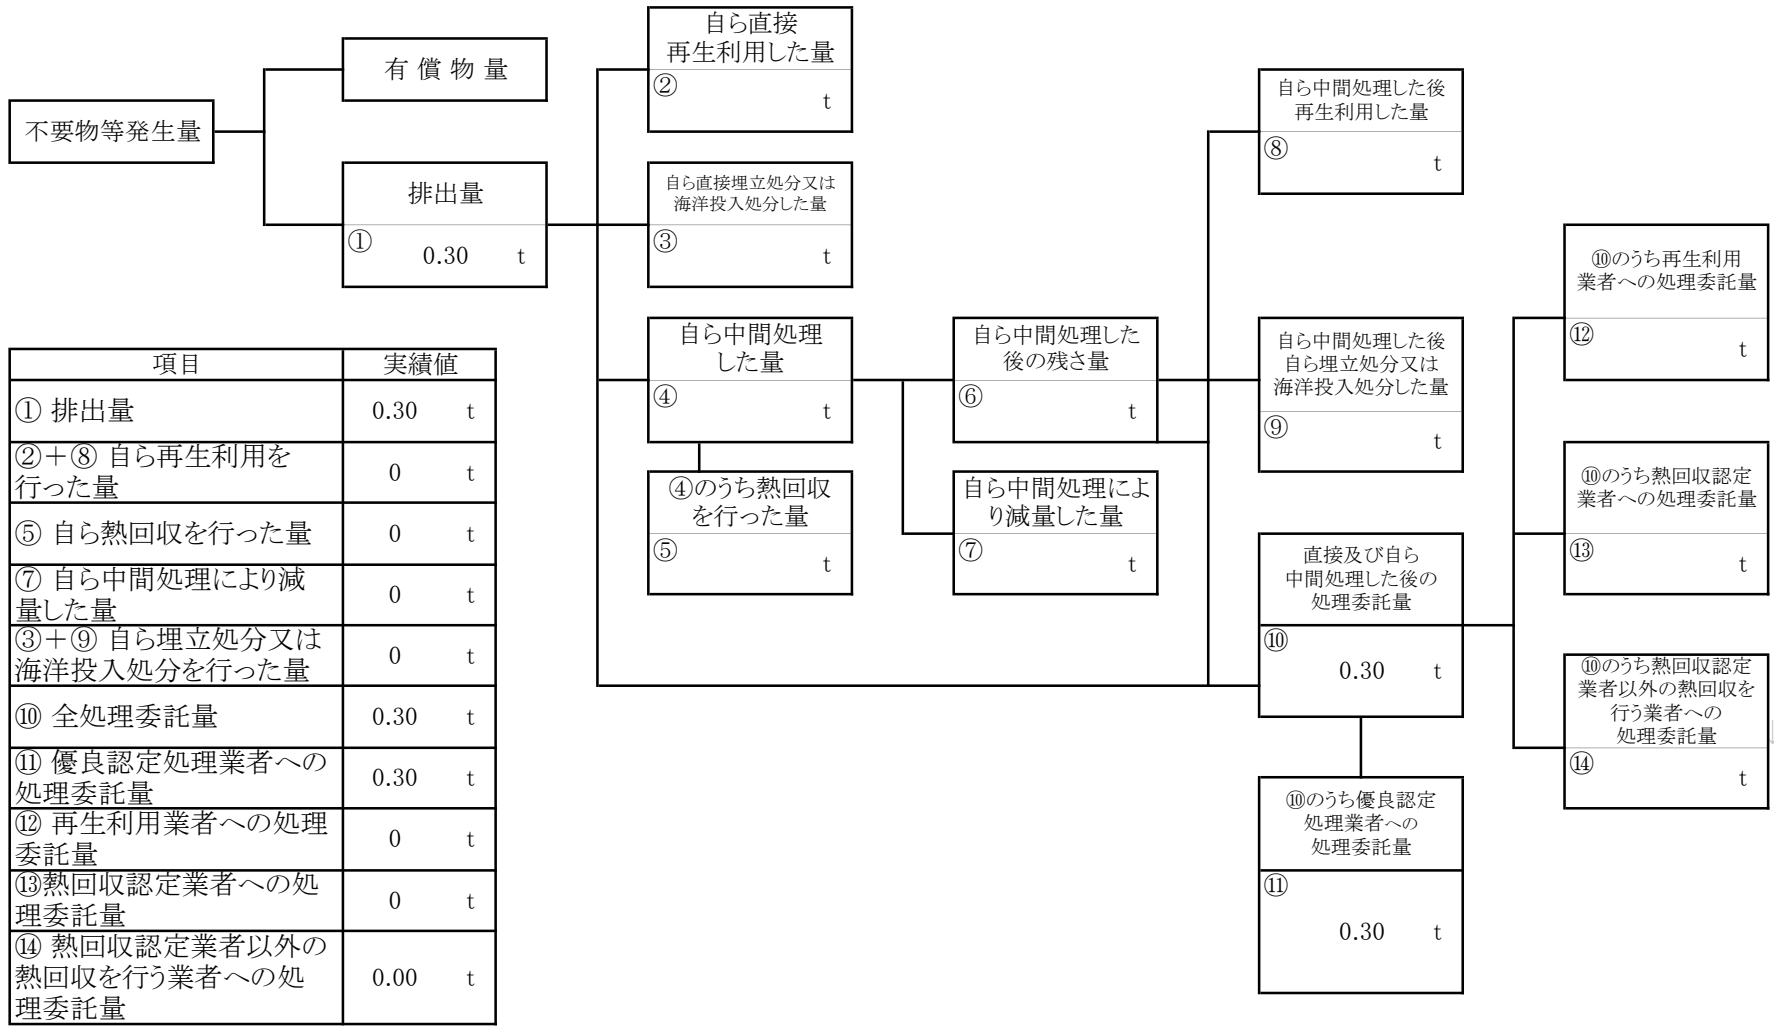 不要物等発生量
有 償 物 量
排出量
① 0.30 t
自ら直接
再生利用した量
② t
自ら直接埋立処分又は
海洋投入処分した量
③ t
自ら中間処理
した量
④ t
④のうち熱回収
を行った量
⑤ t
自ら中間処理した
後の残さ量
⑥ t
自ら中間処理によ
り減量した量
⑦ t
自ら中間処理した後
再生利用した量
⑧ t
自ら中間処理した後
自ら埋立処分又は
海洋投入処分した量
⑨ t
直接及び自ら
中間処理した後の
処理委託量
⑩
0.30 t
⑩のうち優良認定
処理業者への
処理委託量
⑪
0.30 t
⑩のうち再生利用
業者への処理委託量
⑫ t
⑩のうち熱回収認定
業者への処理委託量
⑬ t
⑩のうち熱回収認定
業者以外の熱回収を
行う業者への
処理委託量
⑭ t
項目 実績値
① 排出量 0.30 t
②＋⑧ 自ら再生利用を
行った量 0 t
⑤ 自ら熱回収を行った量 0 t
⑦ 自ら中間処理により減
量した量 0 t
③＋⑨ 自ら埋立処分又は
海洋投入処分を行った量 0 t
⑩ 全処理委託量 0.30 t
⑪ 優良認定処理業者への
処理委託量 0.30 t
⑫ 再生利用業者への処理
委託量 0 t
⑬熱回収認定業者への処
理委託量 0 t
⑭ 熱回収認定業者以外の
熱回収を行う業者への処 0.00 t
理委託量